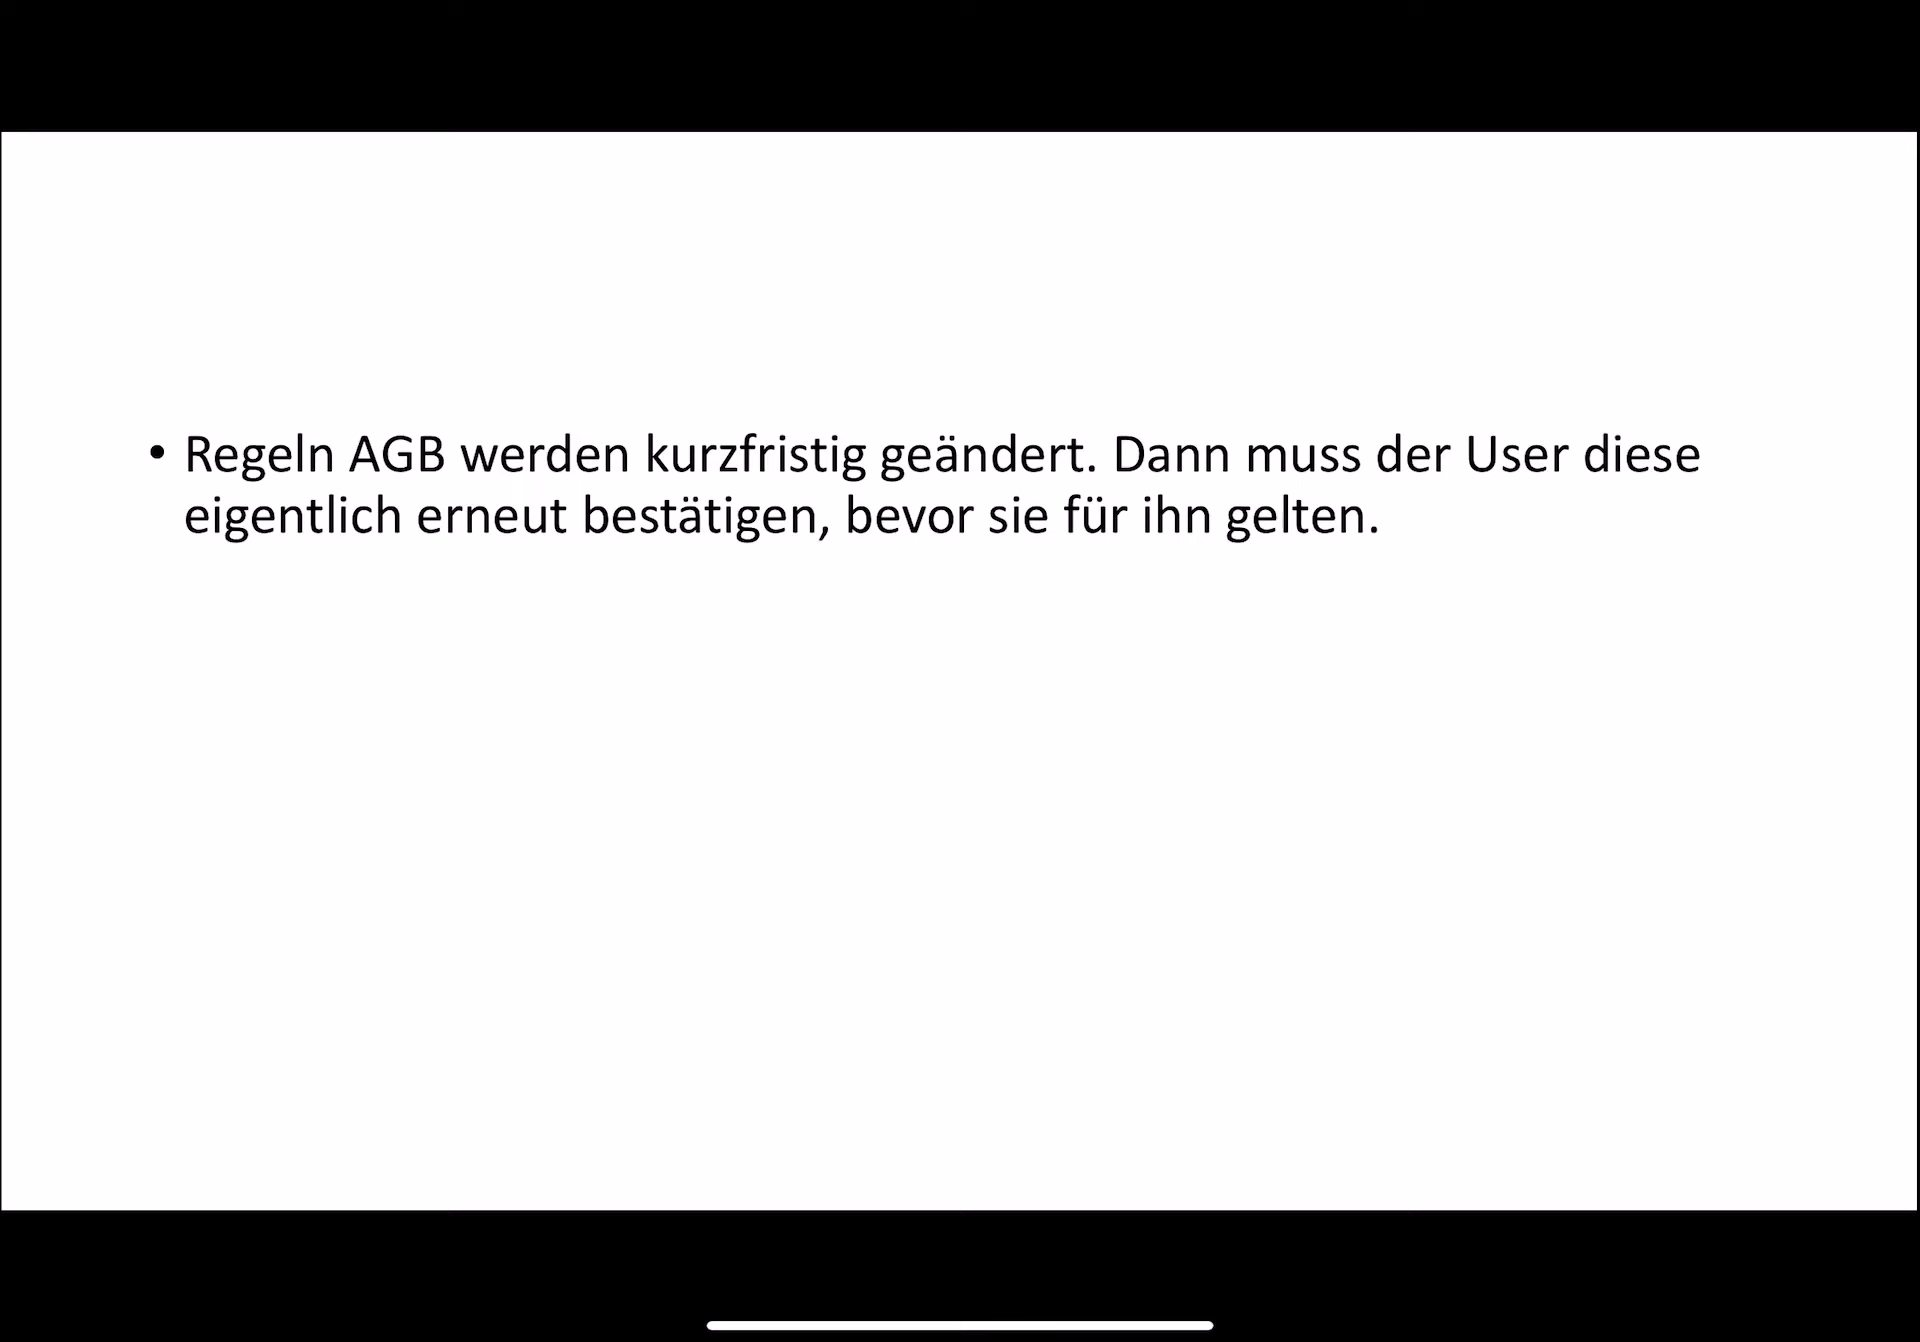 • Regeln AGB werden kurzfristig geändert. Dann muss der User diese
eigentlich erneut bestätigen, bevor sie für ihn gelten.